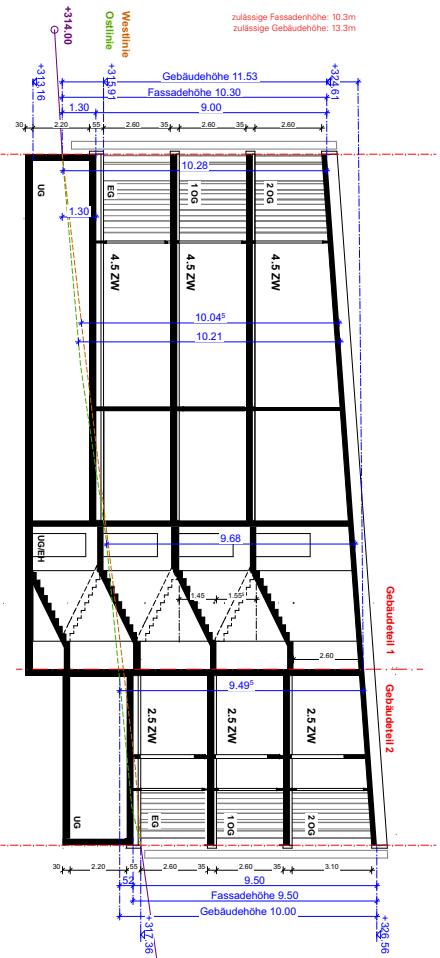 zulässige Fassadenhöhe: 10.3m
zulässige Gebäudehöhe: 13.3m
Westlinie
Ostlinie
+314.00
+313.16
+315.91
+324.61
Gebäudehöhe 11.53
Fassadehöhe 10.30
1.30
9.00
30
2.20
55
2.60
35
2.60
35
2.60
10.28
1.30
UG
EG
1 OG
2 OG
4.5 ZW
4.5 ZW
4.5 ZW
10.04⁵
10.21
UG/EH
9.68
1.45
1.55⁵
2.60
Gebäudeteil 1
Gebäudeteil 2
9.49⁵
2.5 ZW
2.5 ZW
2.5 ZW
UG
EG
1 OG
2 OG
30
2.20
55
2.60
35
2.60
35
3.10
52
9.50
Fassadehöhe 9.50
Gebäudehöhe 10.00
+317.36
+326.56